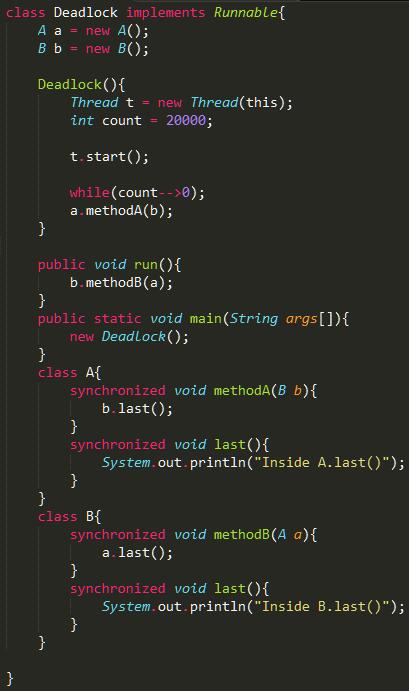 class Deadlock implements Runnable{
    A a = new A();
    B b = new B();

    Deadlock(){
        Thread t = new Thread(this);
        int count = 20000;

        t.start();

        while(count-->0);
        a.methodA(b);
    }

    public void run(){
        b.methodB(a);
    }
    public static void main(String args[]){
        new Deadlock();
    }
    class A{
        synchronized void methodA(B b){
            b.last();
        }
        synchronized void last(){
            System.out.println("Inside A.last()");
        }
    }
    class B{
        synchronized void methodB(A a){
            a.last();
        }
        synchronized void last(){
            System.out.println("Inside B.last()");
        }
    }

}